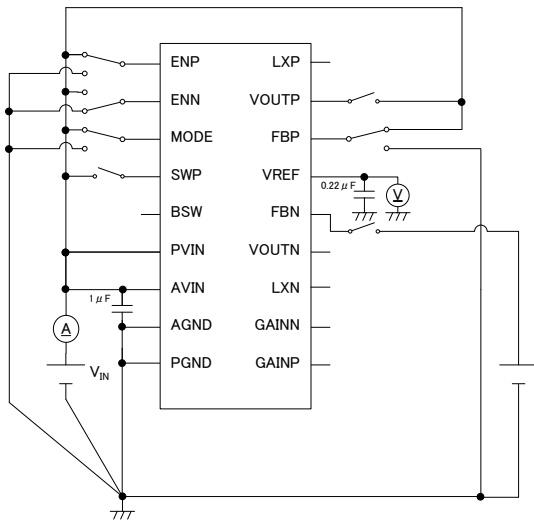 ENP LXP
ENN VOUTP
MODE FBP
SWP VREF
0.22μF V
BSW FBN
PVIN VOUTN
AVIN LXN
1μF
A AGND GAINN
VIN PGND GAINP